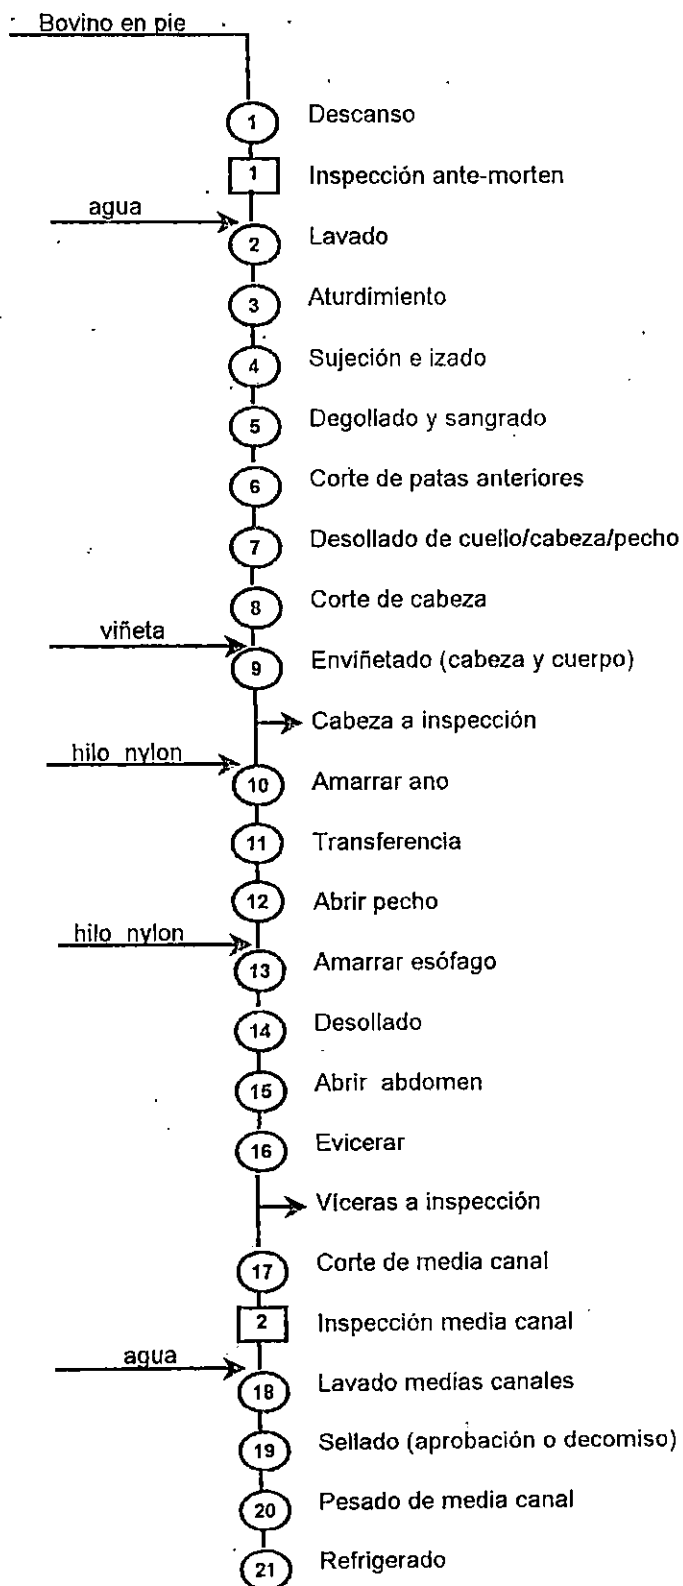 Bovino en pie
1 Descanso
1 Inspección ante-morten
agua
2 Lavado
3 Aturdimiento
4 Sujeción e izado
5 Degollado y sangrado
6 Corte de patas anteriores
7 Desollado de cuello/cabeza/pecho
8 Corte de cabeza
viñeta
9 Enviñetado (cabeza y cuerpo)
Cabeza a inspección
hilo nylon
10 Amarrar ano
11 Transferencia
12 Abrir pecho
hilo nylon
13 Amarrar esófago
14 Desollado
15 Abrir abdomen
16 Evicerar
Víceras a inspección
17 Corte de media canal
2 Inspección media canal
agua
18 Lavado medias canales
19 Sellado (aprobación o decomiso)
20 Pesado de media canal
21 Refrigerado